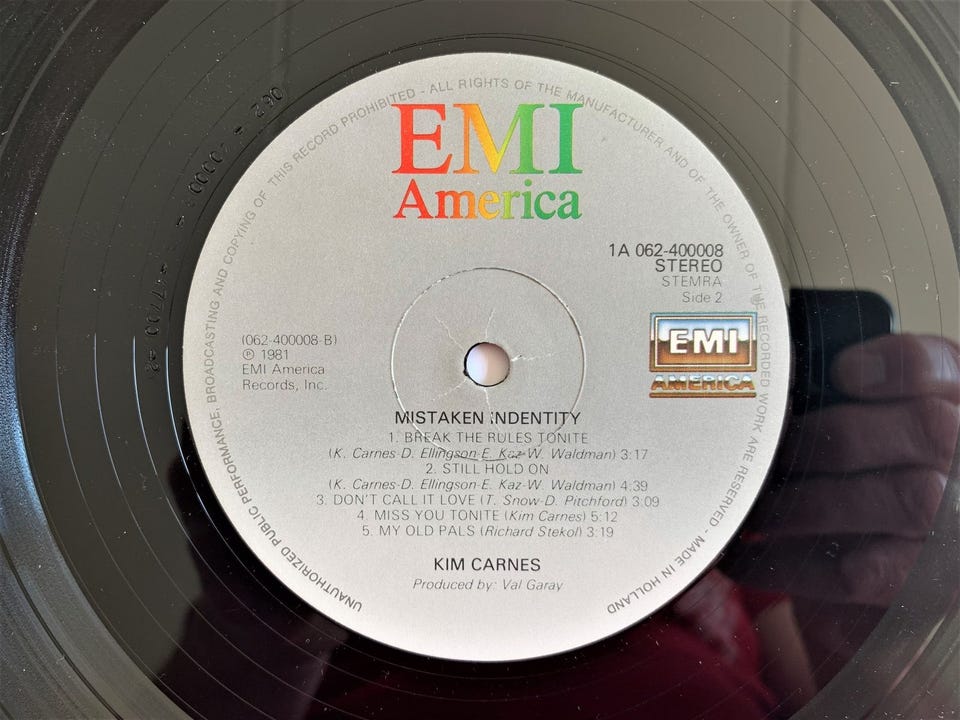 UNAUTHORIZED PUBLIC PERFORMANCE, BROADCASTING AND COPYING OF THIS RECORD PROHIBITED - ALL RIGHTS OF THE MANUFACTURER AND OF THE OWNER OF THE RECORDED WORK ARE RESERVED - MADE IN HOLLAND
EMI
America
1A 062-400008
STEREO
STEMRA
Side 2
EMI
AMERICA
(062-400008-B)
℗ 1981
EMI America
Records, Inc.
MISTAKEN INDENTITY
1. BREAK THE RULES TONITE
(K. Carnes-D. Ellingson-E. Kaz-W. Waldman) 3:17
2. STILL HOLD ON
(K. Carnes-D. Ellingson-E. Kaz-W. Waldman) 4:39
3. DON'T CALL IT LOVE (T. Snow-D. Pitchford) 3:09
4. MISS YOU TONITE (Kim Carnes) 5:12
5. MY OLD PALS (Richard Stekol) 3:19
KIM CARNES
Produced by: Val Garay